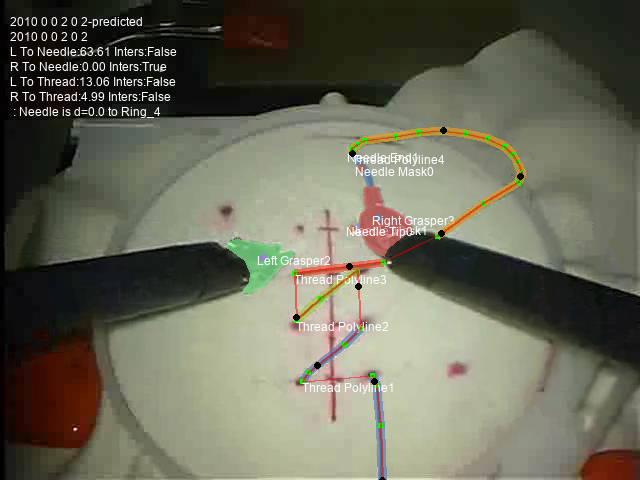 2010 0 0 2 0 2-predicted
2010 0 0 2 0 2
L To Needle:63.61 Inters:False
R To Needle:0.00 Inters:True
L To Thread:13.06 Inters:False
R To Thread:4.99 Inters:False
: Needle is d=0.0 to Ring_4
Thread Polyline4
Needle Mask0
Right Grasper3
Needle Tip0
Left Grasper2
Thread Polyline3
Thread Polyline2
Thread Polyline1